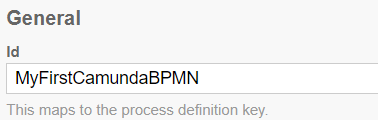 General
Id
MyFirstCamundaBPMN
This maps to the process definition key.